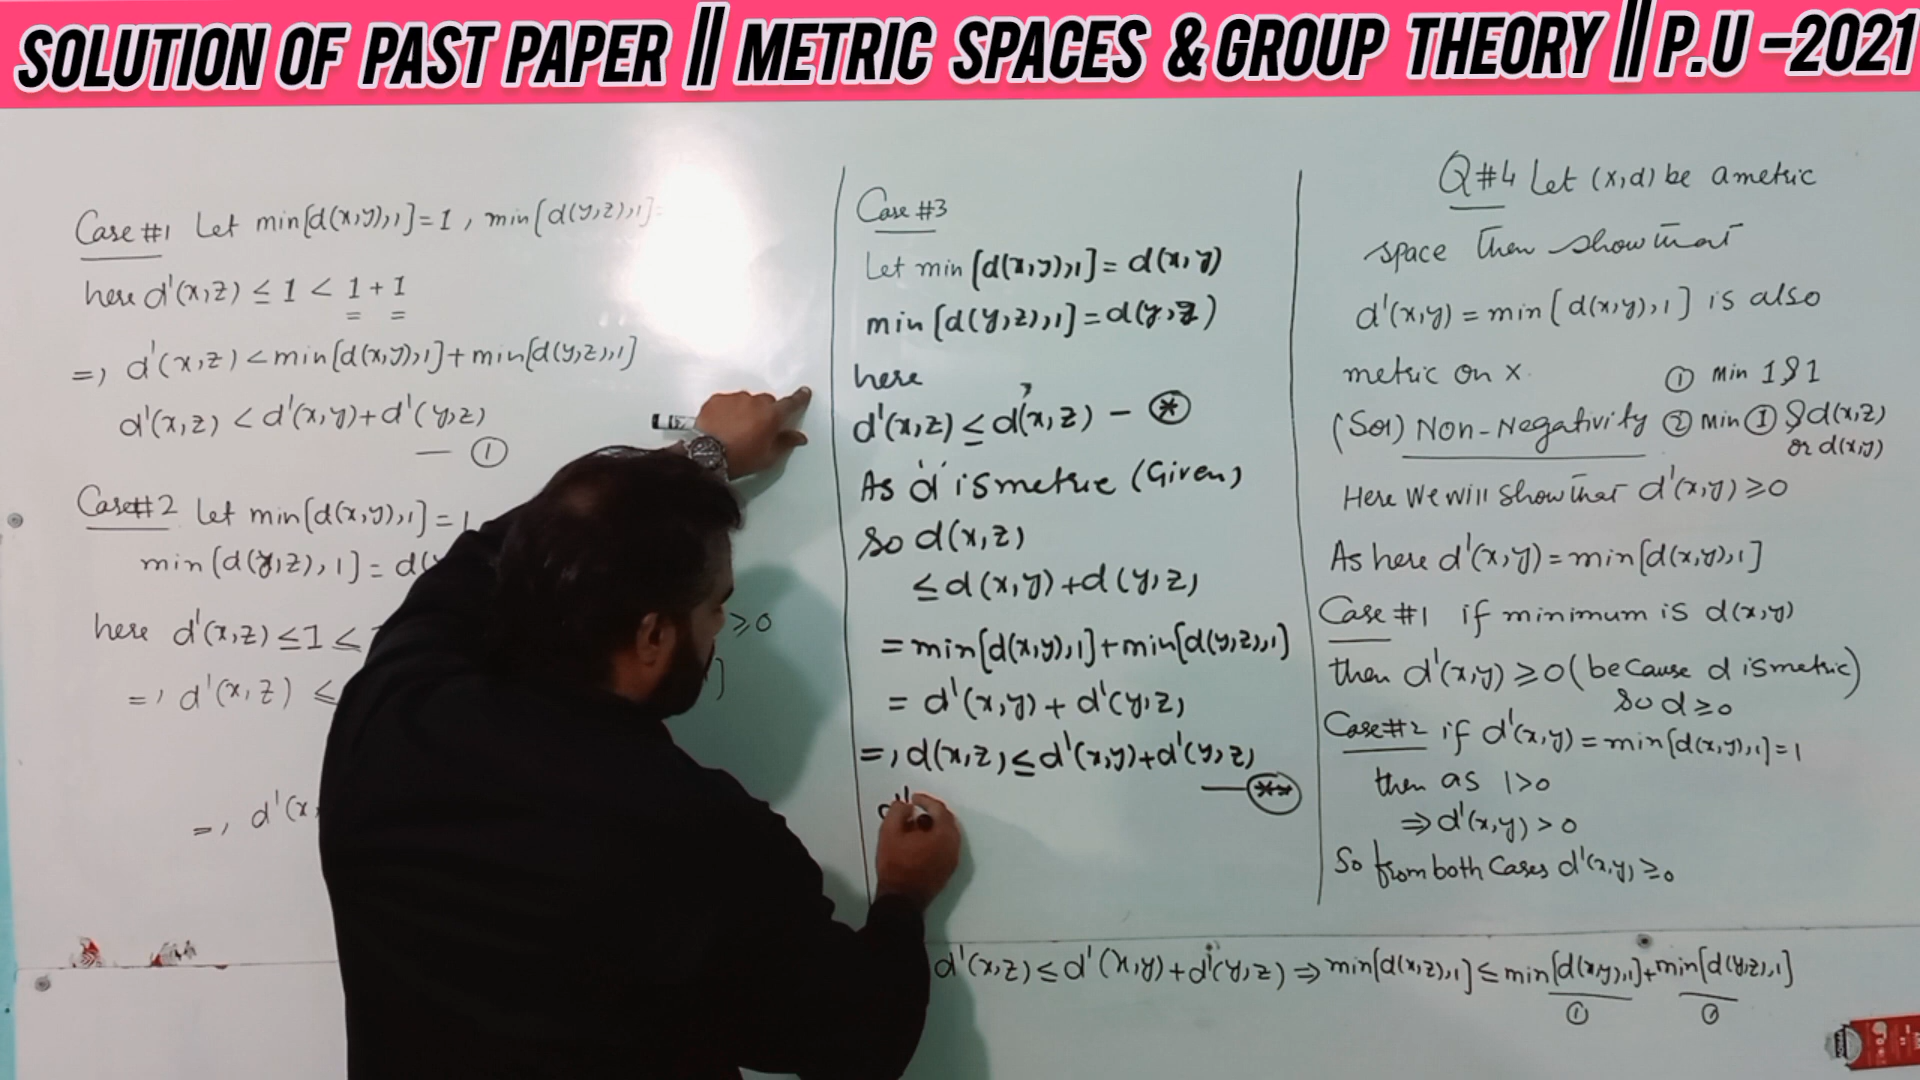 SOLUTION OF PAST PAPER || METRIC SPACES & GROUP THEORY || P.U -2021
Case #1 Let min[d(x,y),1]=1, min[d(y,z),1]=
here d'(x,z) ≤ 1 < 1 + 1
=, d'(x,z) < min[d(x,y),1]+min[d(y,z),1]
d'(x,z) < d'(x,y)+d'(y,z)
— ①
Case#2 Let min[d(x,y),1]=1
min[d(y,z),1]=d(
here d'(x,z) ≤1≤ ≥0
=, d'(x,z) ≤ ]
=, d'(x,
Case #3
Let min[d(x,y),1]=d(x,y)
min[d(y,z),1]=d(y,z)
here
d'(x,z) ≤ d(x,z) — (*)
As 'd' is metric (Given)
So d(x,z)
≤ d(x,y)+d(y,z)
= min[d(x,y),1]+min[d(y,z),1]
= d'(x,y)+d'(y,z)
=, d(x,z) ≤ d'(x,y)+d'(y,z)
— (**)
d'
Q#4 Let (x,d) be a metric
space then show that
d'(x,y) = min[d(x,y),1] is also
metric on x. ① min 1 & 1
(Sol) Non-Negativity ② min ① & d(x,z)
or d(x,y)
Here we will show that d'(x,y) ≥0
As here d'(x,y)=min[d(x,y),1]
Case #1 if minimum is d(x,y)
then d'(x,y) ≥0 (because d is metric)
So d ≥0
Case#2 if d'(x,y)=min[d(x,y),1]=1
then as 1>0
⇒ d'(x,y) > 0
So from both Cases d'(x,y) ≥0
d'(x,z) ≤ d'(x,y)+d'(y,z) ⇒ min[d(x,z),1] ≤ min[d(x,y),1]+min[d(y,z),1]
① ②